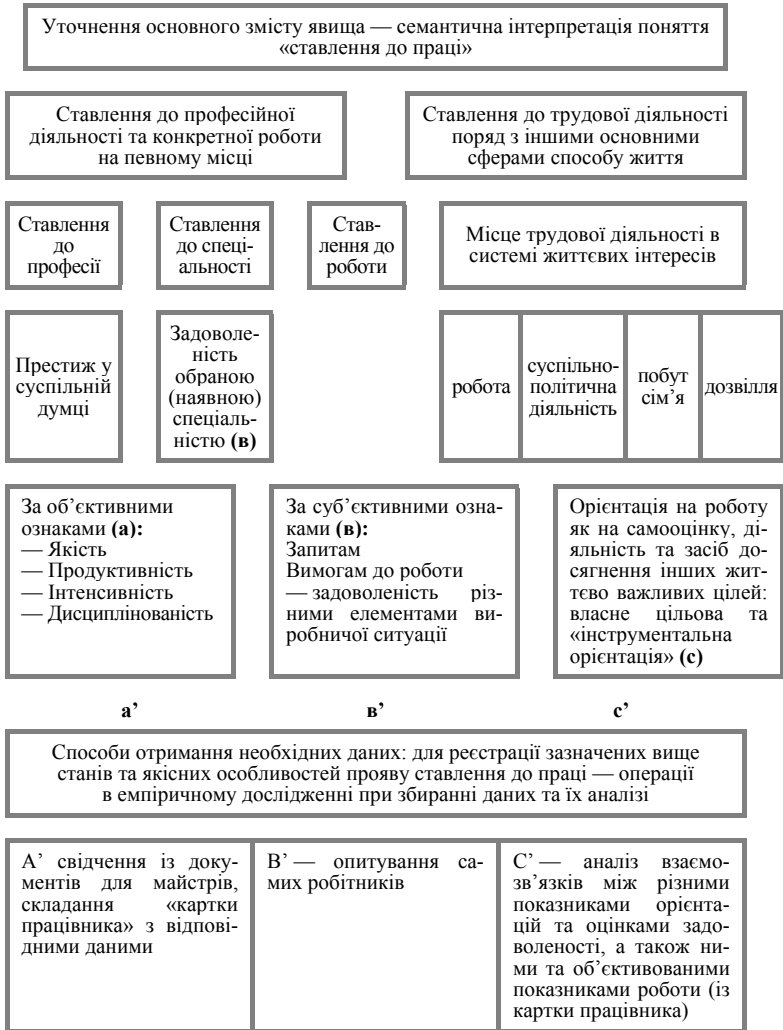 Уточнення основного змісту явища — семантична інтерпретація поняття
«ставлення до праці»
Ставлення до професійної
діяльності та конкретної роботи
на певному місці
Ставлення до трудової діяльності
поряд з іншими основними
сферами способу життя
Ставлення
до
професії
Ставлення
до спеці-
альності
Став-
лення до
роботи
Місце трудової діяльності в
системі життєвих інтересів
Престиж у
суспільній
думці
Задоволе-
ність
обраною
(наявною)
спеціаль-
ністю (в)
робота
суспільно-
політична
діяльність
побут
сім’я
дозвілля
За об’єктивними
ознаками (а):
— Якість
— Продуктивність
— Інтенсивність
— Дисциплінованість
За суб’єктивними озна-
ками (в):
Запитам
Вимогам до роботи
— задоволеність різ-
ними елементами ви-
робничої ситуації
Орієнтація на роботу
як на самооцінку, ді-
яльність та засіб до-
сягнення інших жит-
тєво важливих цілей:
власне цільова та
«інструментальна
орієнтація» (с)
а’ в’ с’
Способи отримання необхідних даних: для реєстрації зазначених вище
станів та якісних особливостей прояву ставлення до праці — операції
в емпіричному дослідженні при збиранні даних та їх аналізі
А’ свідчення із доку-
ментів для майстрів,
складання «картки
працівника» з відпові-
дними даними
В’ — опитування са-
мих робітників
С’ — аналіз взаємо-
зв’язків між різними
показниками орієнта-
цій та оцінками задо-
воленості, а також ни-
ми та об’єктивованими
показниками роботи (із
картки працівника)